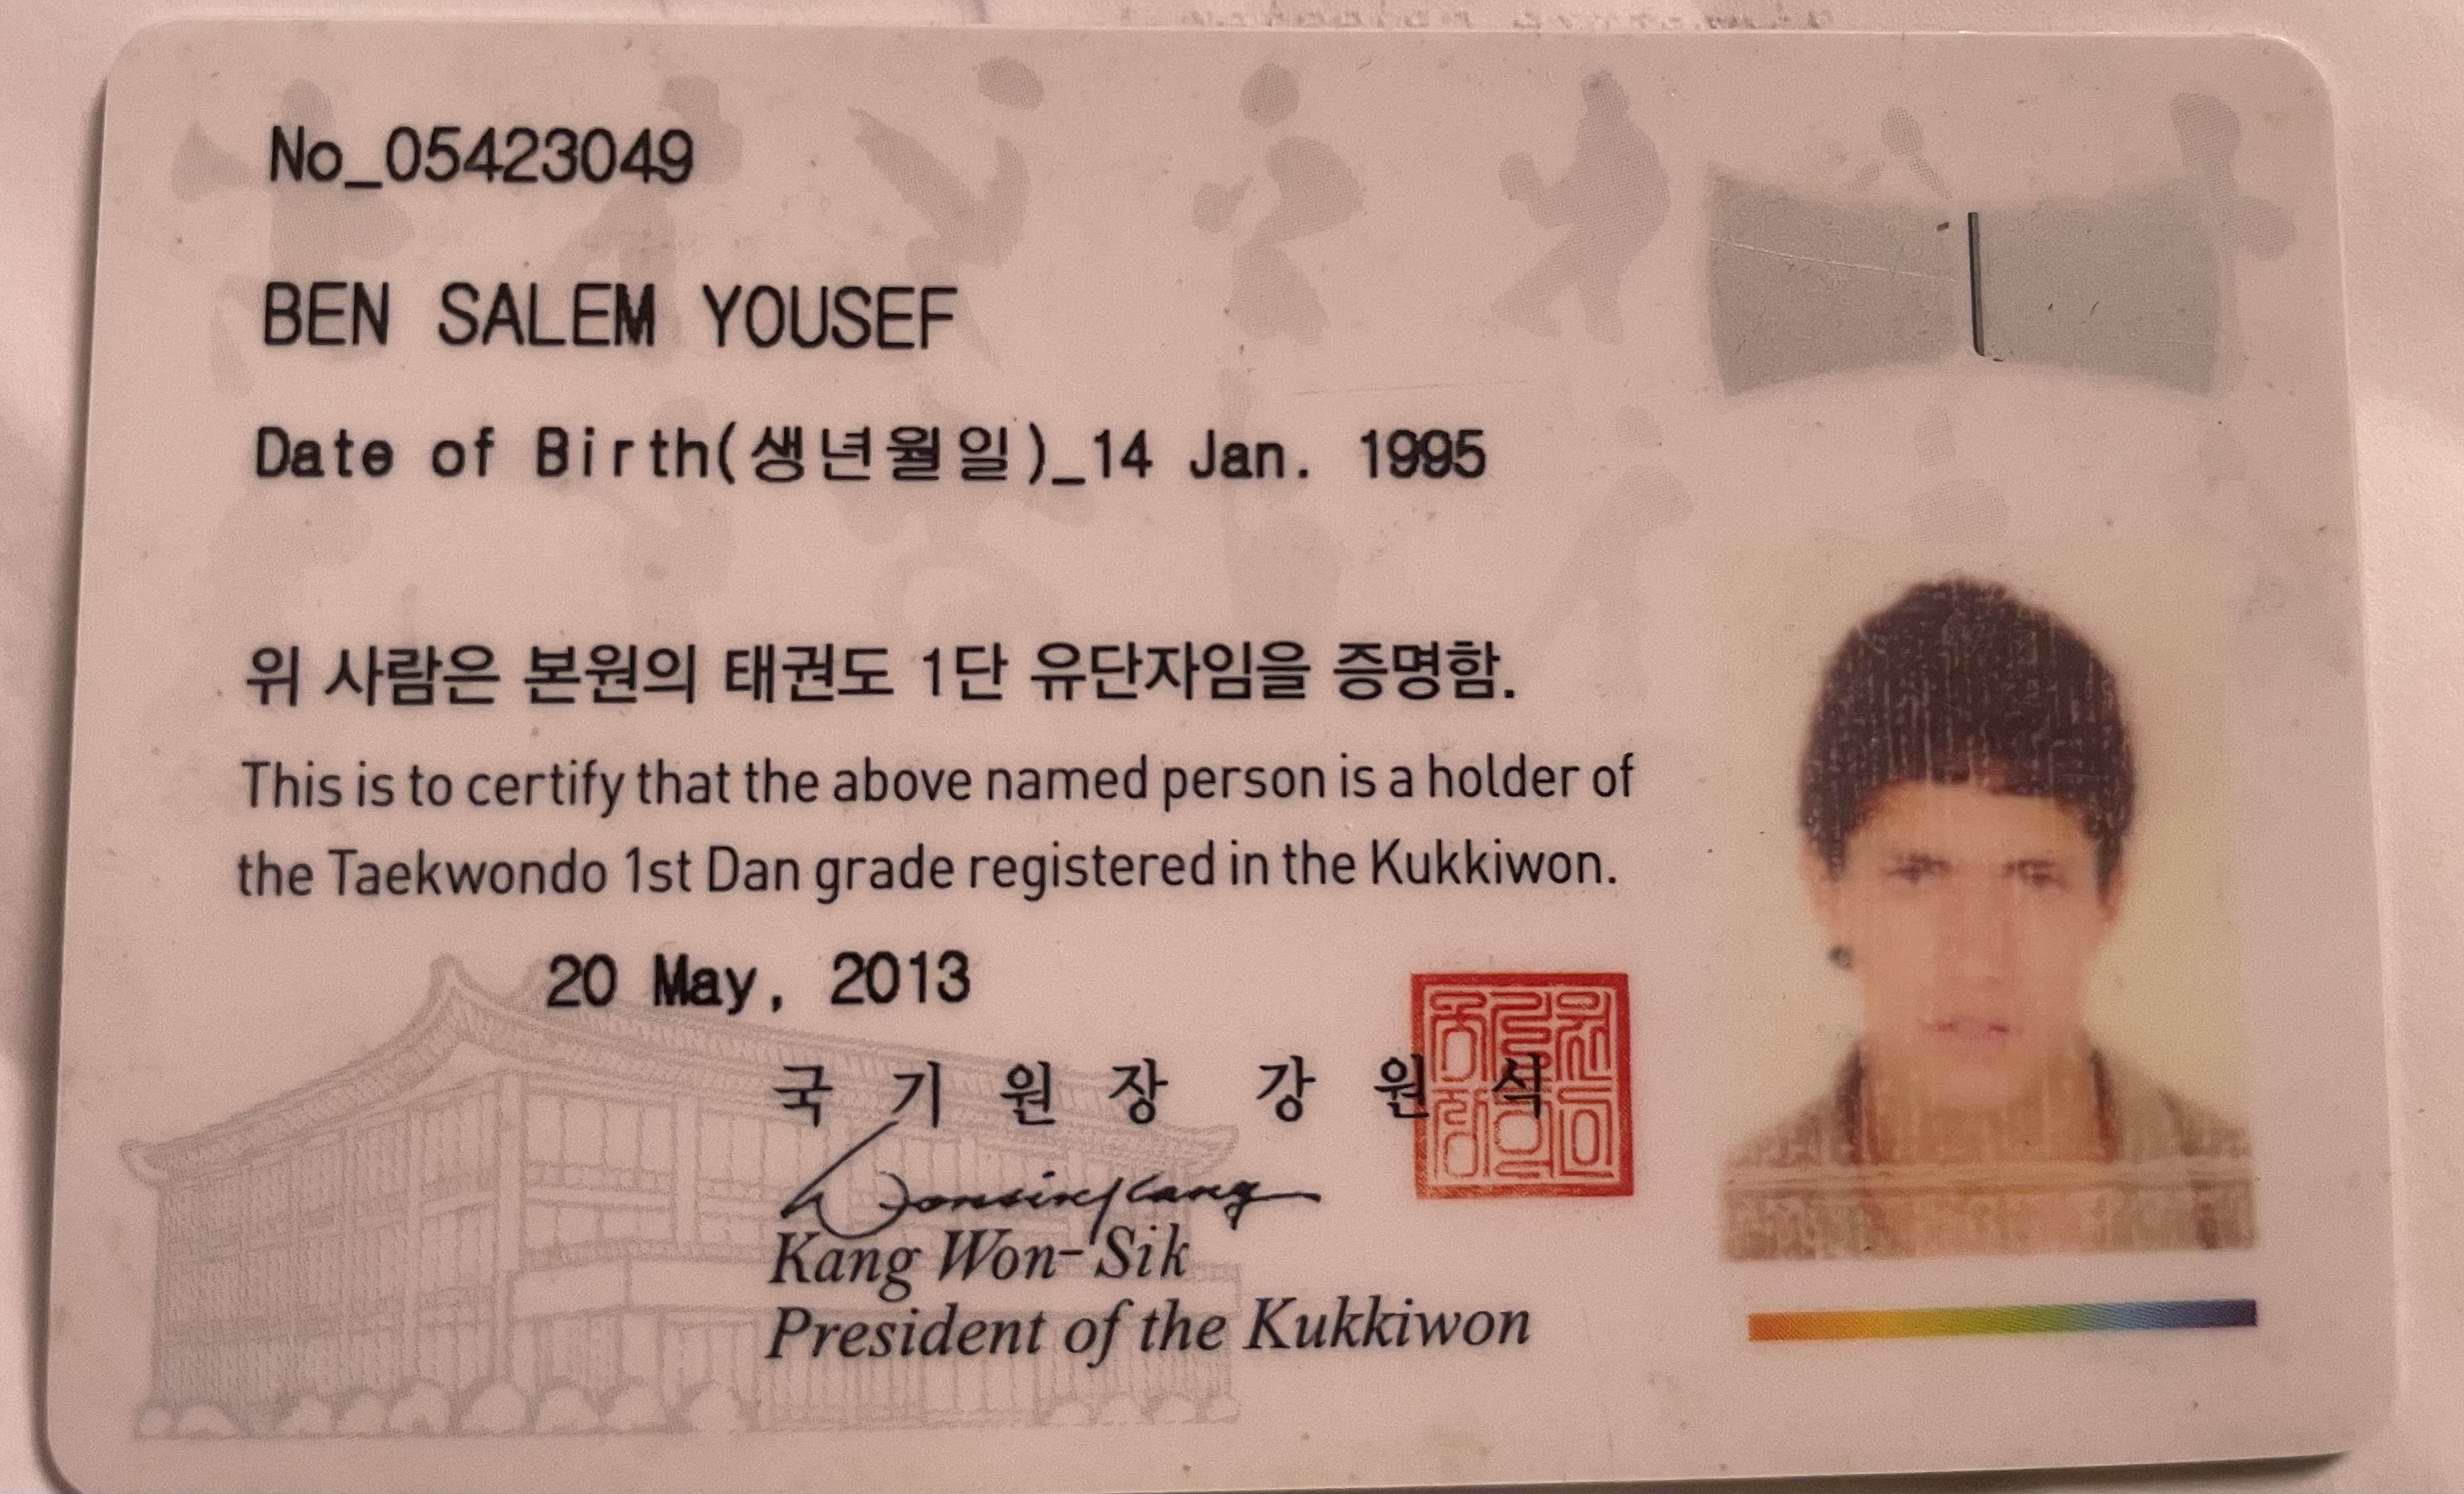 No_05423049
BEN SALEM YOUSEF
Date of Birth(생년월일)_14 Jan. 1995
위 사람은 본원의 태권도 1단 유단자임을 증명함.
This is to certify that the above named person is a holder of
the Taekwondo 1st Dan grade registered in the Kukkiwon.
20 May, 2013
국 기 원 장 강 원 식
Kang Won-Sik
President of the Kukkiwon